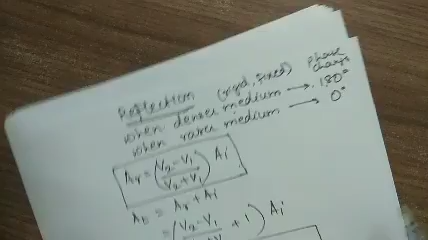 Reflection (rigid, fixed) phase change
when denser medium → 180°
when rarer medium → 0°
Ar = (V2 - V1 / V2 + V1) Ai
At = Ar + Ai
= (V2 - V1 / + 1) Ai